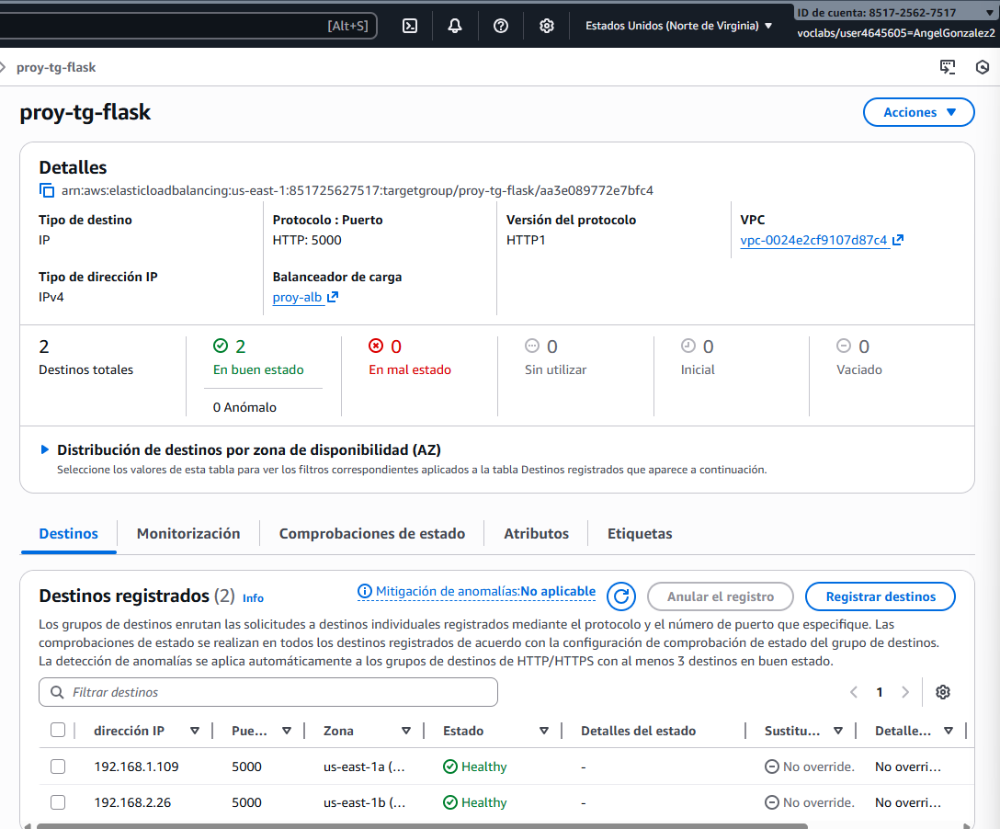 [Alt+S]
Estados Unidos (Norte de Virginia)
ID de cuenta: 8517-2562-7517
voclabs/user4645605=AngelGonzalez2
proy-tg-flask
proy-tg-flask
Acciones
Detalles
arn:aws:elasticloadbalancing:us-east-1:851725627517:targetgroup/proy-tg-flask/aa3e089772e7bfc4
Tipo de destino
IP
Protocolo : Puerto
HTTP: 5000
Versión del protocolo
HTTP1
VPC
vpc-0024e2cf9107d87c4
Tipo de dirección IP
IPv4
Balanceador de carga
proy-alb
2
Destinos totales
2
En buen estado
0 Anómalo
0
En mal estado
0
Sin utilizar
0
Inicial
0
Vaciado
Distribución de destinos por zona de disponibilidad (AZ)
Seleccione los valores de esta tabla para ver los filtros correspondientes aplicados a la tabla Destinos registrados que aparece a continuación.
Destinos Monitorización Comprobaciones de estado Atributos Etiquetas
Destinos registrados (2) Info
Mitigación de anomalías:No aplicable
Anular el registro
Registrar destinos
Los grupos de destinos enrutan las solicitudes a destinos individuales registrados mediante el protocolo y el número de puerto que especifique. Las
comprobaciones de estado se realizan en todos los destinos registrados de acuerdo con la configuración de comprobación de estado del grupo de destinos.
La detección de anomalías se aplica automáticamente a los grupos de destinos de HTTP/HTTPS con al menos 3 destinos en buen estado.
Filtrar destinos
1
dirección IP Pue... Zona Estado Detalles del estado Sustitu... Detalle...
192.168.1.109 5000 us-east-1a (... Healthy - No override. No overri...
192.168.2.26 5000 us-east-1b (... Healthy - No override. No overri...